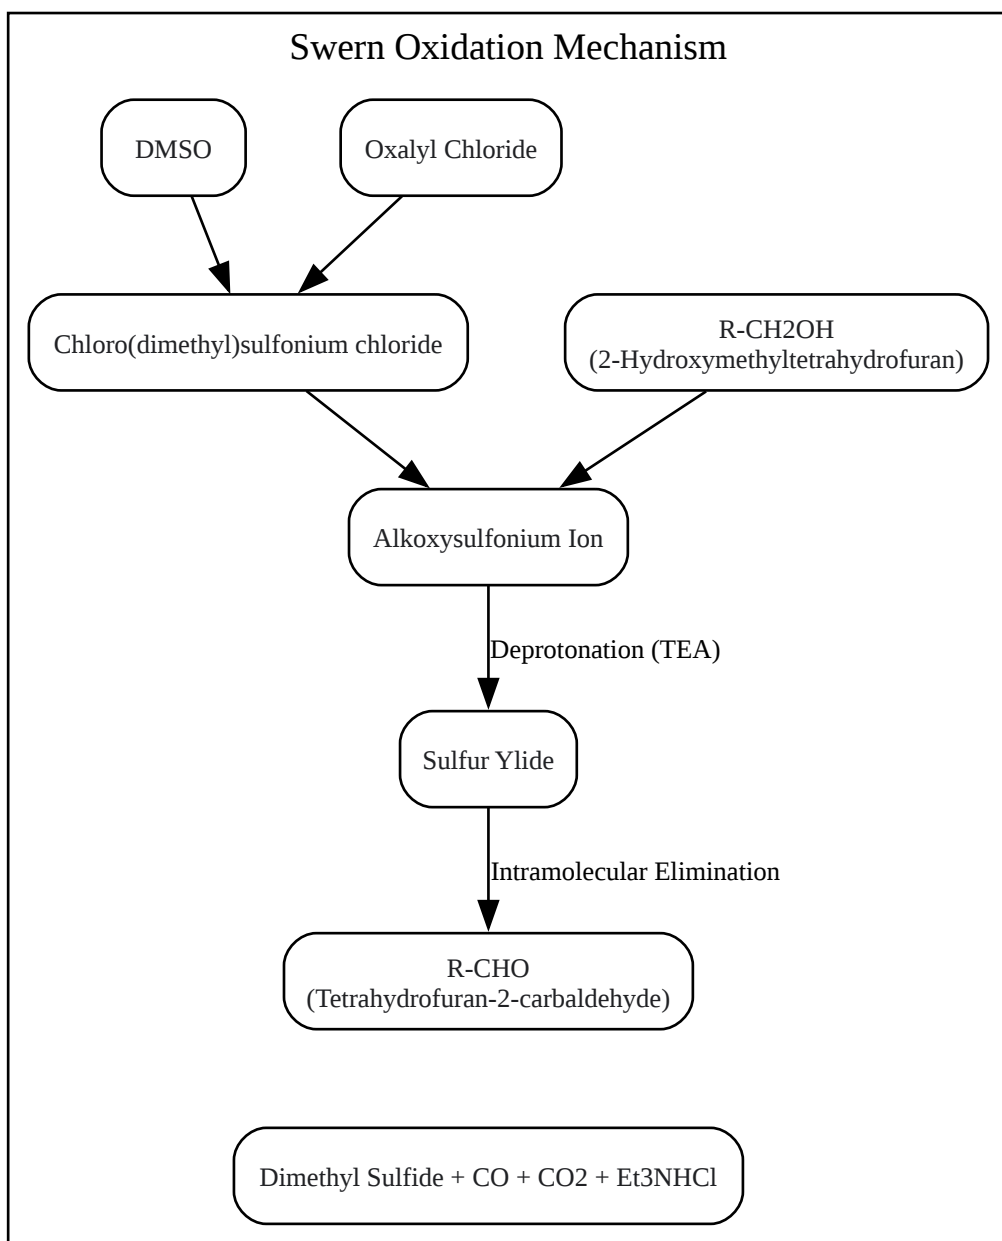 Swern Oxidation Mechanism
DMSO
Oxalyl Chloride
Chloro(dimethyl)sulfonium chloride
R-CH2OH
(2-Hydroxymethyltetrahydrofuran)
Alkoxysulfonium Ion
Deprotonation (TEA)
Sulfur Ylide
Intramolecular Elimination
R-CHO
(Tetrahydrofuran-2-carbaldehyde)
Dimethyl Sulfide + CO + CO2 + Et3NHCl